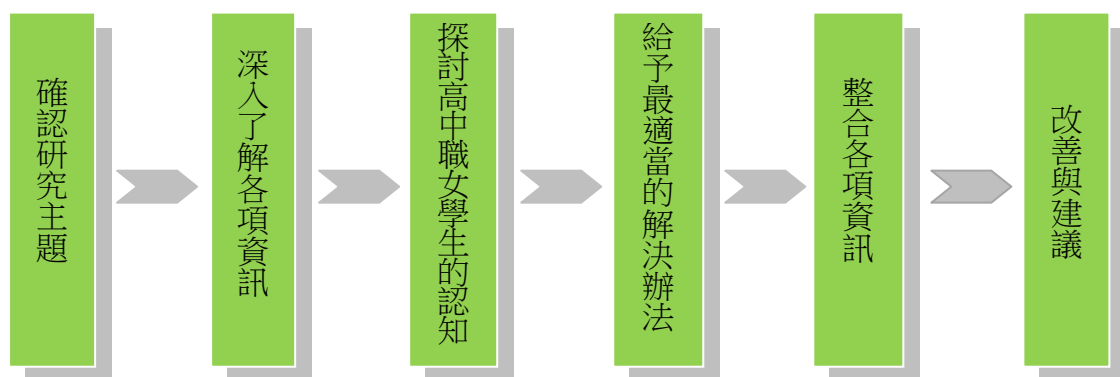 確認研究主題
深入了解各項資訊
探討高中職女學生的認知
給予最適當的解決辦法
整合各項資訊
改善與建議